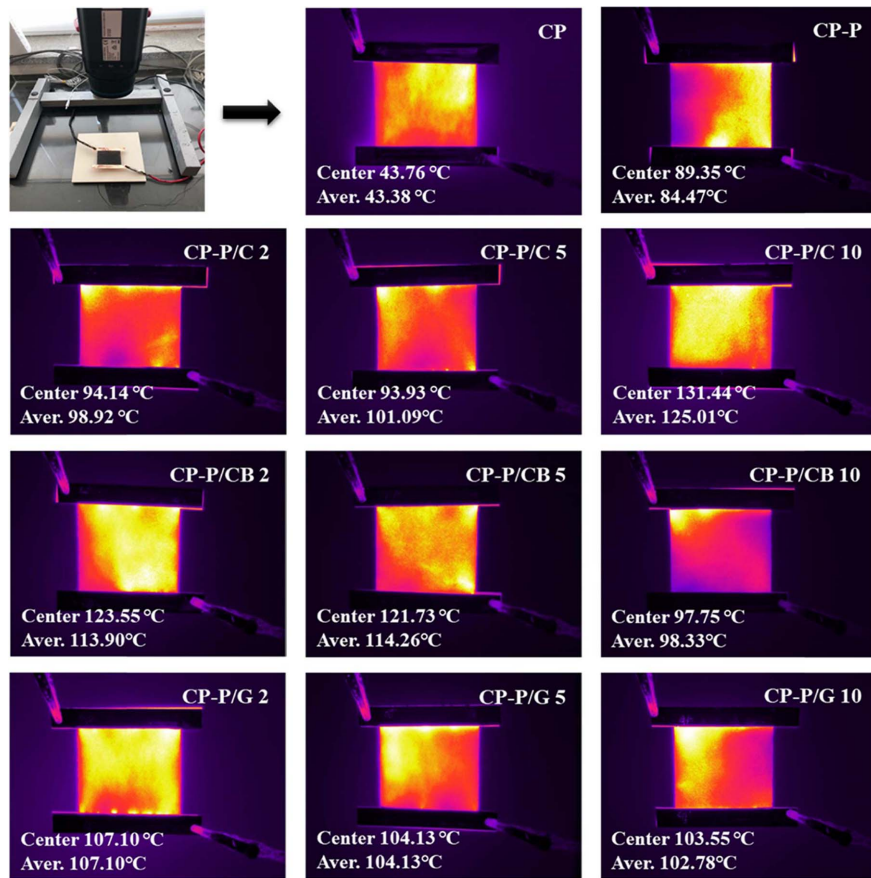 CP
Center 43.76 °C
Aver. 43.38 °C
CP-P
Center 89.35 °C
Aver. 84.47°C
CP-P/C 2
Center 94.14 °C
Aver. 98.92 °C
CP-P/C 5
Center 93.93 °C
Aver. 101.09°C
CP-P/C 10
Center 131.44 °C
Aver. 125.01°C
CP-P/CB 2
Center 123.55 °C
Aver. 113.90°C
CP-P/CB 5
Center 121.73 °C
Aver. 114.26°C
CP-P/CB 10
Center 97.75 °C
Aver. 98.33°C
CP-P/G 2
Center 107.10 °C
Aver. 107.10°C
CP-P/G 5
Center 104.13 °C
Aver. 104.13°C
CP-P/G 10
Center 103.55 °C
Aver. 102.78°C